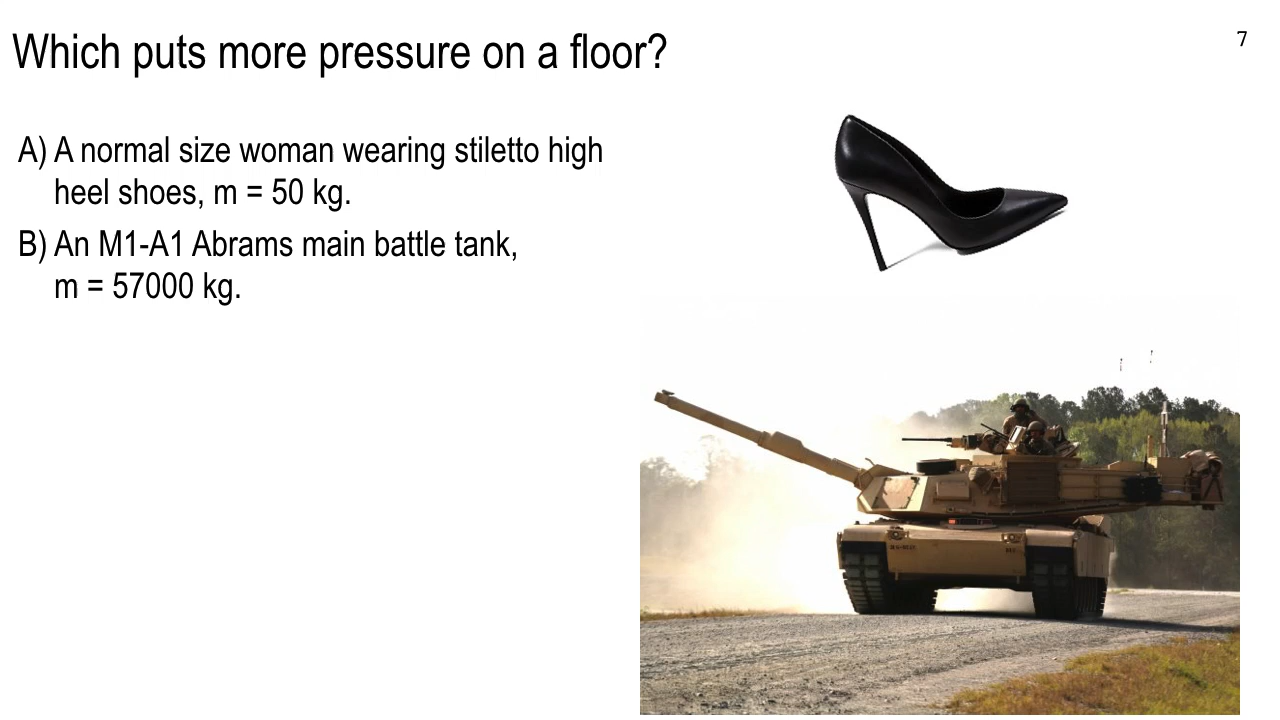 Which puts more pressure on a floor?
7
A) A normal size woman wearing stiletto high
heel shoes, m = 50 kg.
B) An M1-A1 Abrams main battle tank,
m = 57000 kg.